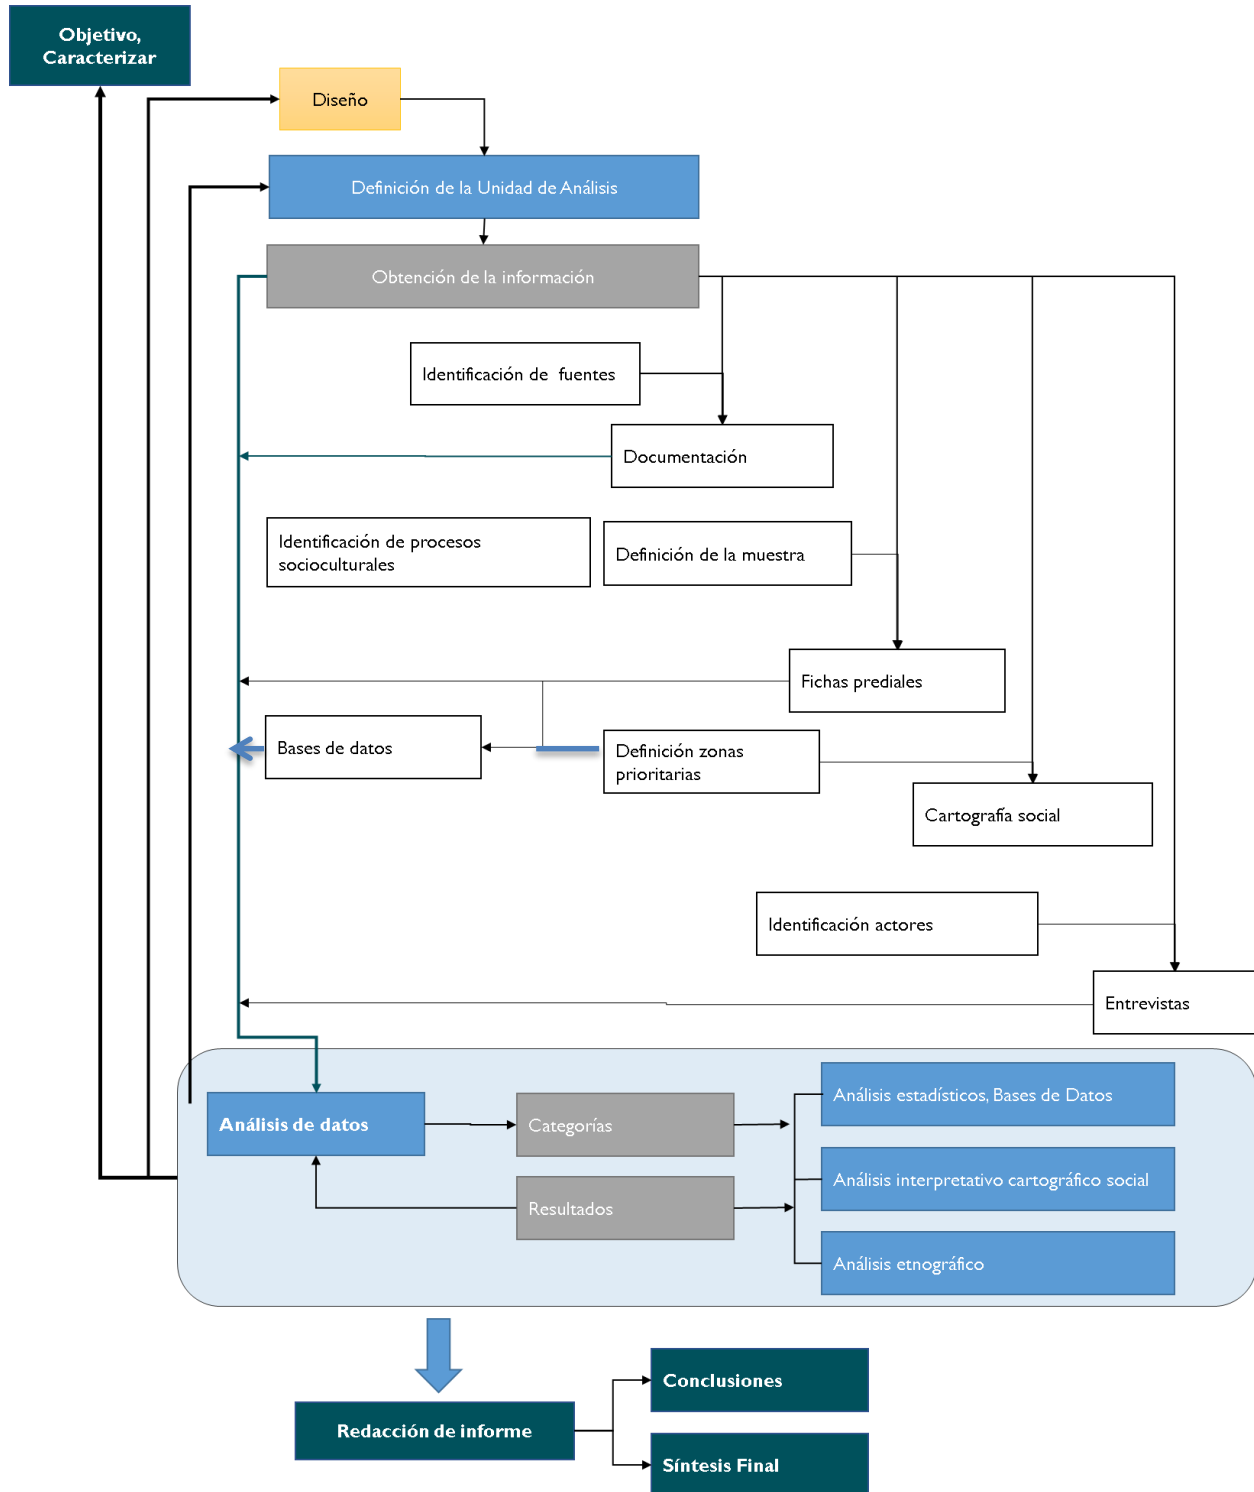 Objetivo,
Caracterizar
Diseño
Definición de la Unidad de Análisis
Obtención de la información
Identificación de fuentes
Documentación
Identificación de procesos
socioculturales
Definición de la muestra
Fichas prediales
Bases de datos
Definición zonas
prioritarias
Cartografía social
Identificación actores
Entrevistas
Análisis de datos
Categorías
Análisis estadísticos, Bases de Datos
Análisis interpretativo cartográfico social
Resultados
Análisis etnográfico
Conclusiones
Redacción de informe
Síntesis Final